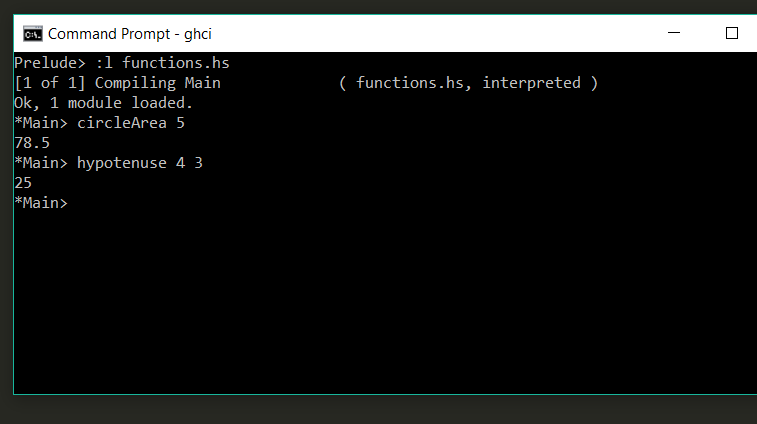 Command Prompt - ghci
Prelude> :l functions.hs
[1 of 1] Compiling Main             ( functions.hs, interpreted )
Ok, 1 module loaded.
*Main> circleArea 5
78.5
*Main> hypotenuse 4 3
25
*Main>